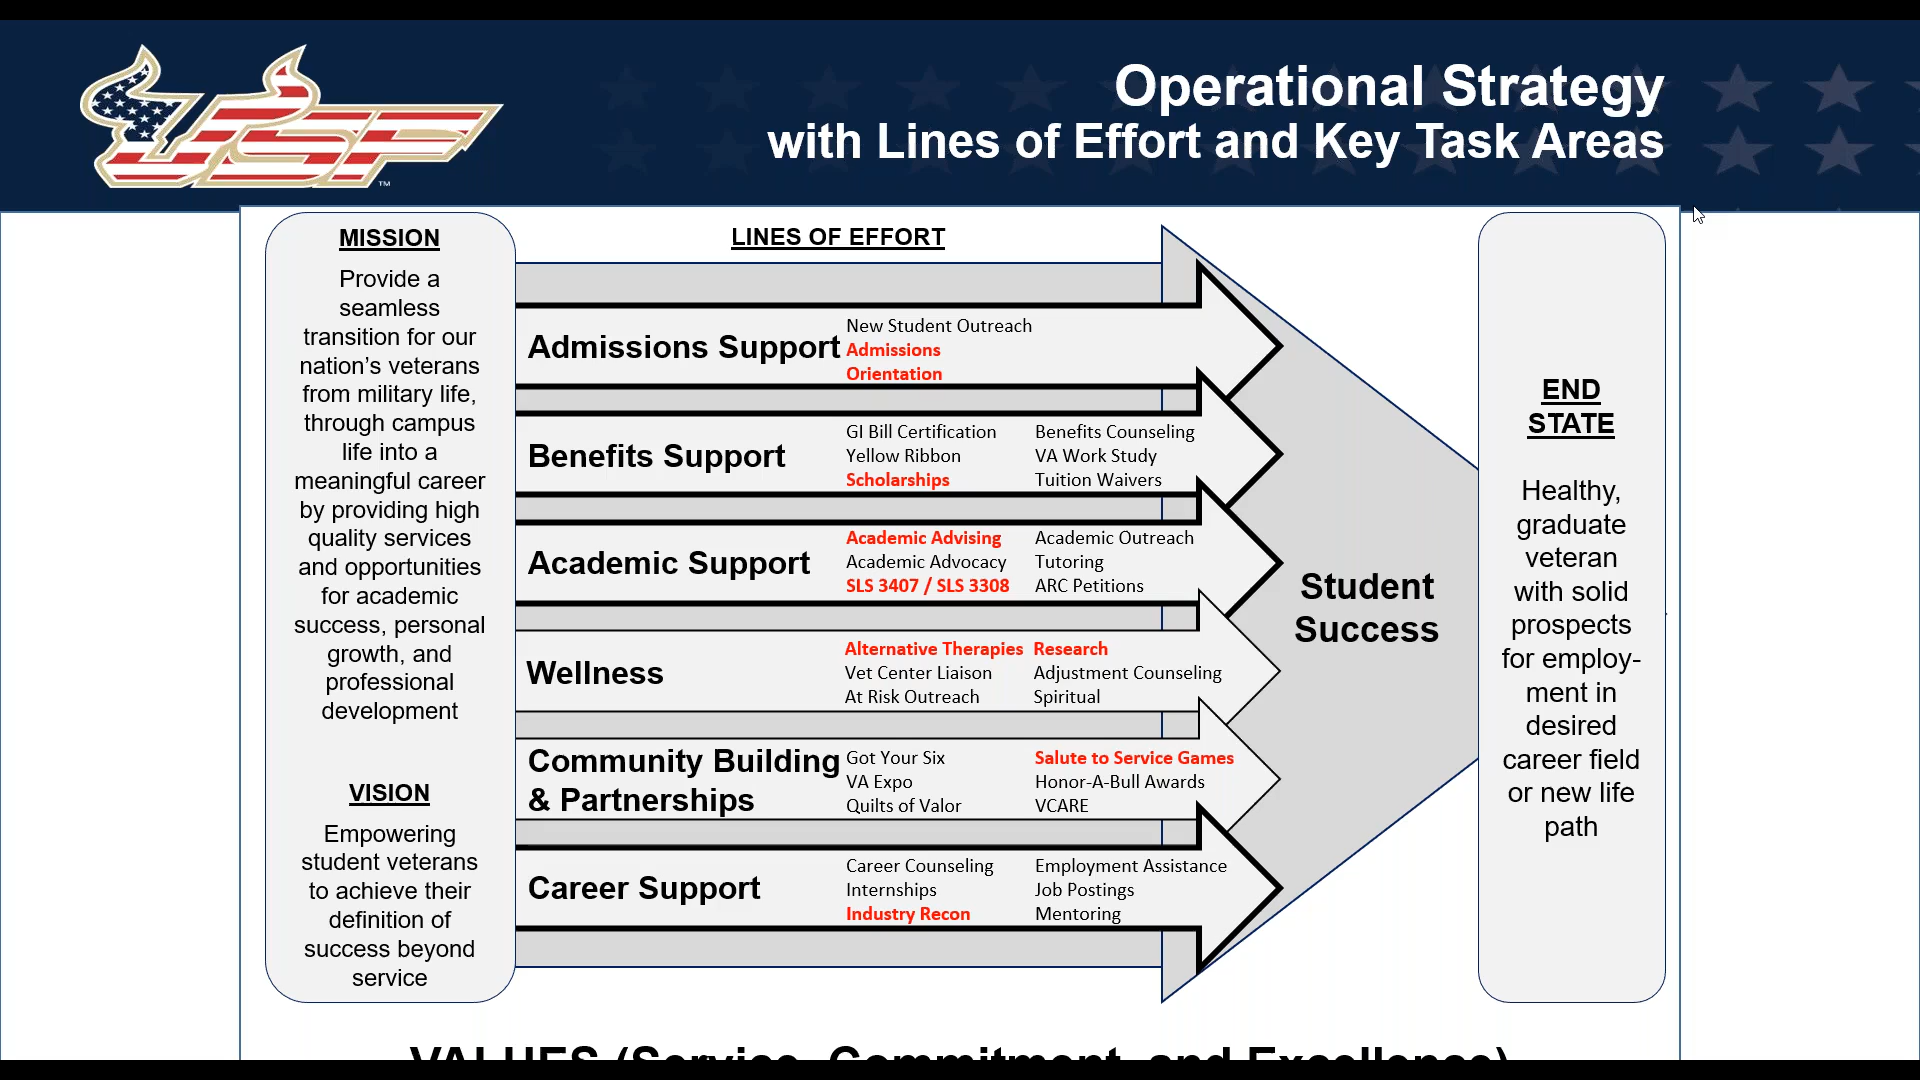 USF
TM
Operational Strategy
with Lines of Effort and Key Task Areas
MISSION
Provide a
seamless
transition for our
nation’s veterans
from military life,
through campus
life into a
meaningful career
by providing high
quality services
and opportunities
for academic
success, personal
growth, and
professional
development
VISION
Empowering
student veterans
to achieve their
definition of
success beyond
service
LINES OF EFFORT
Admissions Support
New Student Outreach
Admissions
Orientation
Benefits Support
GI Bill Certification
Yellow Ribbon
Scholarships
Benefits Counseling
VA Work Study
Tuition Waivers
Academic Support
Academic Advising
Academic Advocacy
SLS 3407 / SLS 3308
Academic Outreach
Tutoring
ARC Petitions
Wellness
Alternative Therapies
Vet Center Liaison
At Risk Outreach
Research
Adjustment Counseling
Spiritual
Community Building
& Partnerships
Got Your Six
VA Expo
Quilts of Valor
Salute to Service Games
Honor-A-Bull Awards
VCARE
Career Support
Career Counseling
Internships
Industry Recon
Employment Assistance
Job Postings
Mentoring
Student
Success
END
STATE
Healthy,
graduate
veteran
with solid
prospects
for employ-
ment in
desired
career field
or new life
path
VALUES (Service, Commitment, and Excellence)